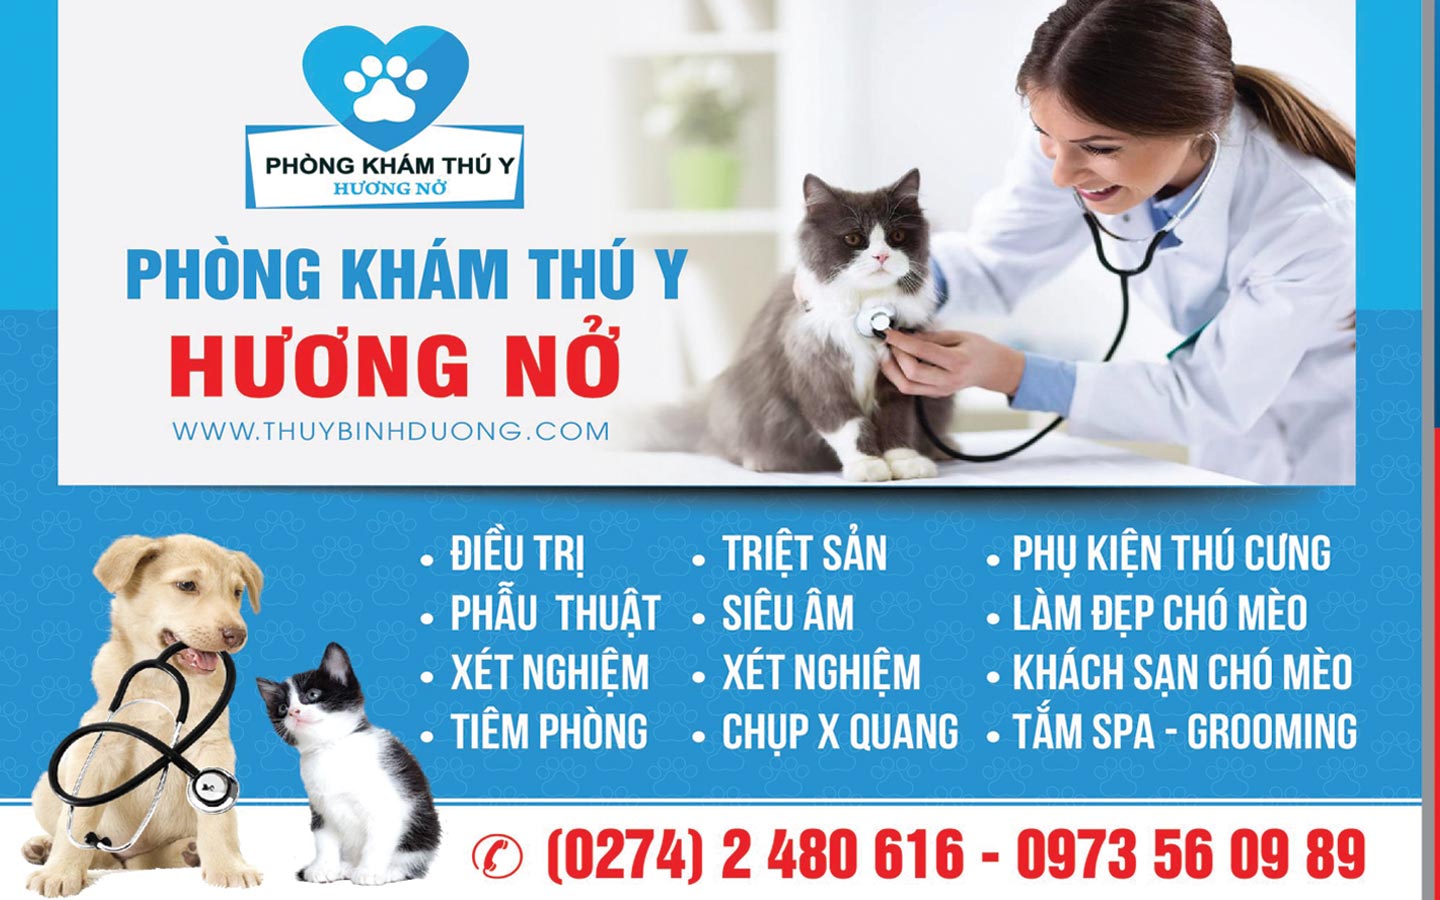 PHÒNG KHÁM THÚ Y
HƯƠNG NỞ
PHÒNG KHÁM THÚ Y
HƯƠNG NỞ
WWW.THUYBINHDUONG.COM
• ĐIỀU TRỊ
• PHẪU THUẬT
• XÉT NGHIỆM
• TIÊM PHÒNG
• TRIỆT SẢN
• SIÊU ÂM
• XÉT NGHIỆM
• CHỤP X QUANG
• PHỤ KIỆN THÚ CƯNG
• LÀM ĐẸP CHÓ MÈO
• KHÁCH SẠN CHÓ MÈO
• TẮM SPA - GROOMING
✆ (0274) 2 480 616 - 0973 56 09 89